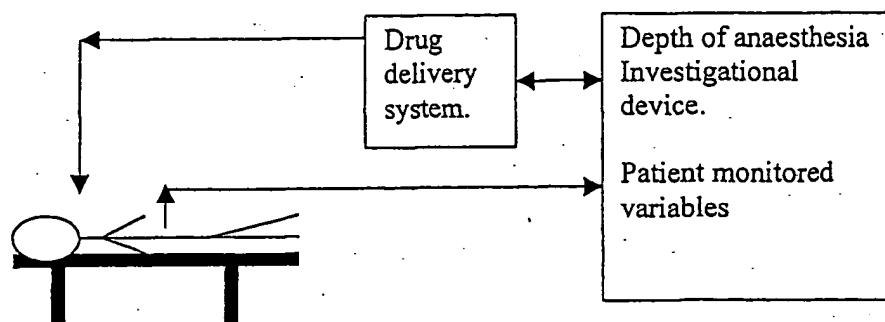 Drug
delivery
system.
Depth of anaesthesia
Investigational
device.
Patient monitored
variables